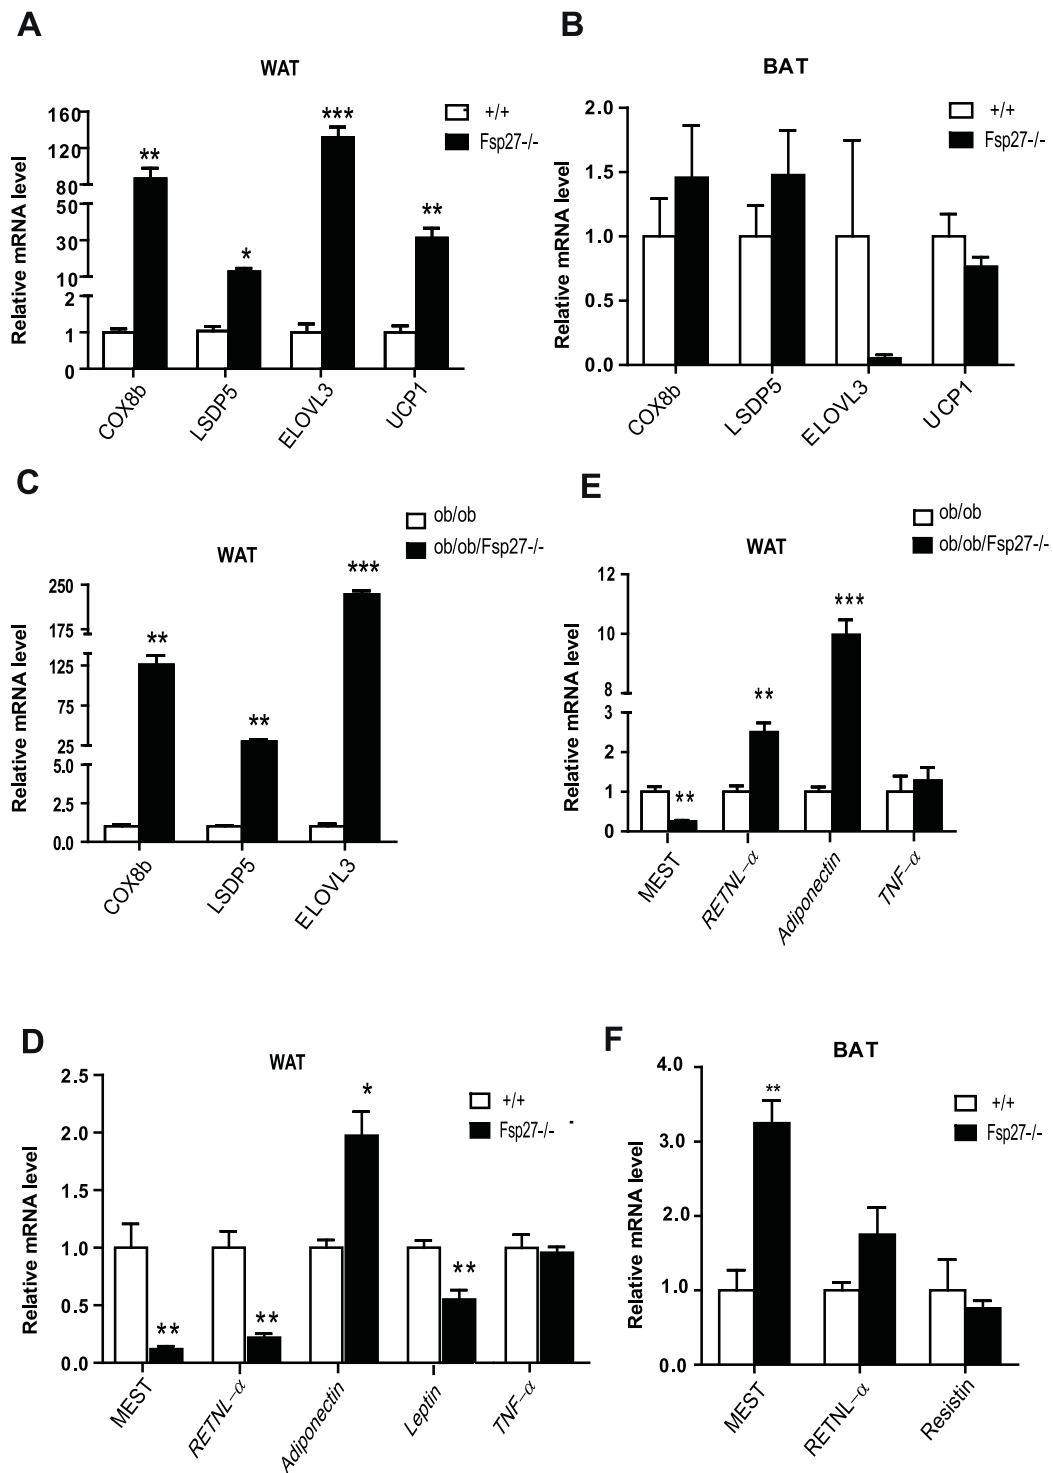 A
WAT
+/+
Fsp27-/-
Relative mRNA level
160
120
80
50
30
10
2
1
0
**
*
***
**
COX8b
LSDP5
ELOVL3
UCP1
B
BAT
+/+
Fsp27-/-
Relative mRNA level
2.0
1.5
1.0
0.5
0.0
COX8b
LSDP5
ELOVL3
UCP1
C
ob/ob
ob/ob/Fsp27-/-
WAT
Relative mRNA level
250
175
125
75
25
5.0
2.5
0.0
**
**
***
COX8b
LSDP5
ELOVL3
E
ob/ob
ob/ob/Fsp27-/-
WAT
Relative mRNA level
12
10
8
3
2
1
0
**
**
***
MEST
RETNL-α
Adiponectin
TNF-α
D
WAT
+/+
Fsp27-/-
Relative mRNA level
2.5
2.0
1.5
1.0
0.5
0.0
**
**
*
**
MEST
RETNL-α
Adiponectin
Leptin
TNF-α
F
BAT
+/+
Fsp27-/-
Relative mRNA level
4.0
3.0
2.0
1.0
0.0
**
MEST
RETNL-α
Resistin